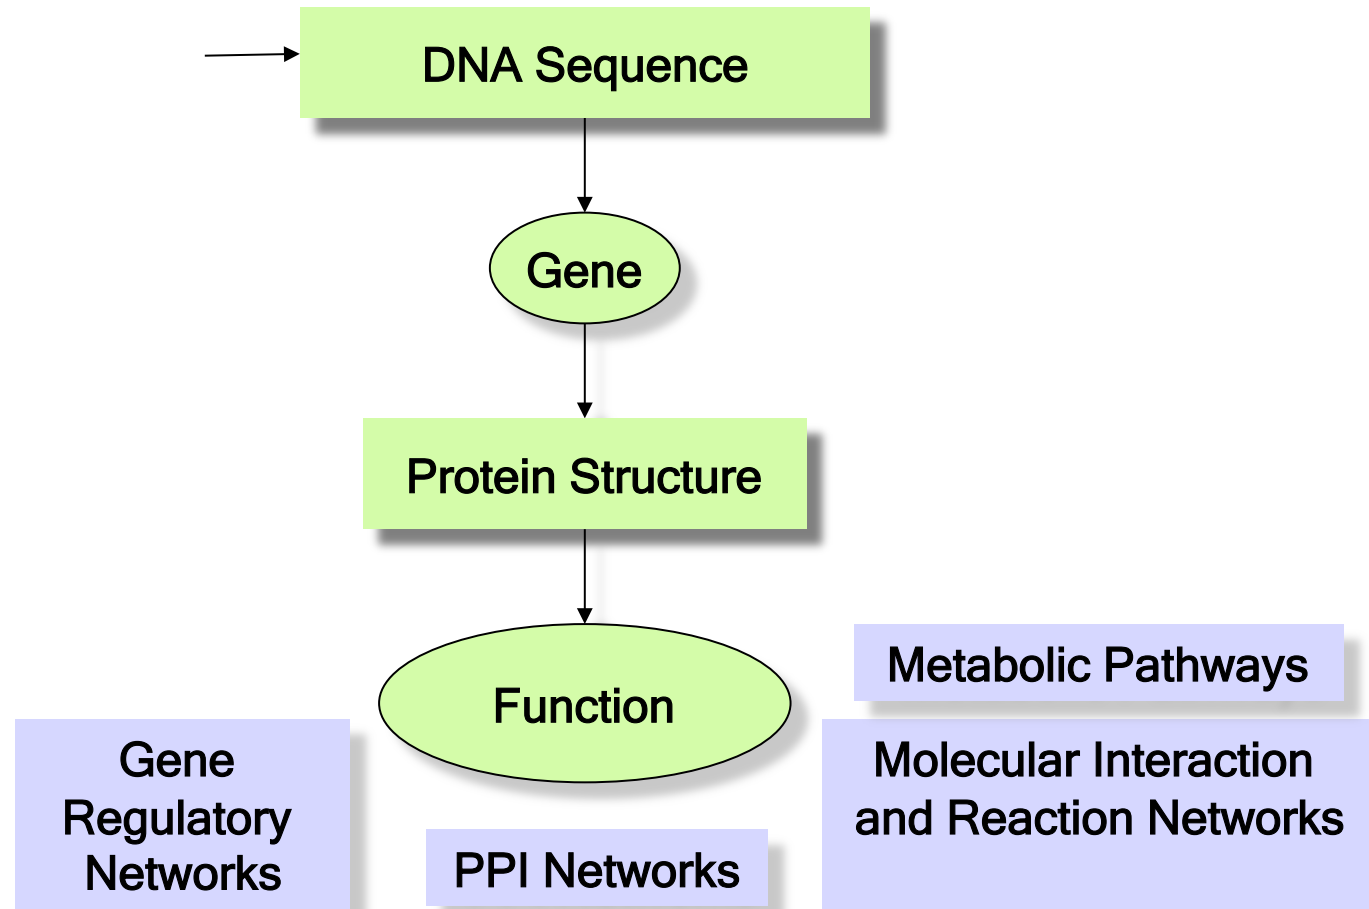 DNA Sequence
Gene
Protein Structure
Function
Metabolic Pathways
Gene
Regulatory
Networks
Molecular Interaction
and Reaction Networks
PPI Networks